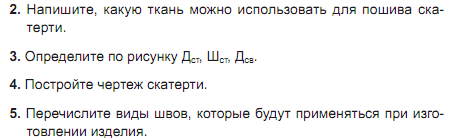 2. Напишите, какую ткань можно использовать для пошива ска-
терти.
3. Определите по рисунку Дст, Шст, Дсв.
4. Постройте чертеж скатерти.
5. Перечислите виды швов, которые будут применяться при изго-
товлении изделия.